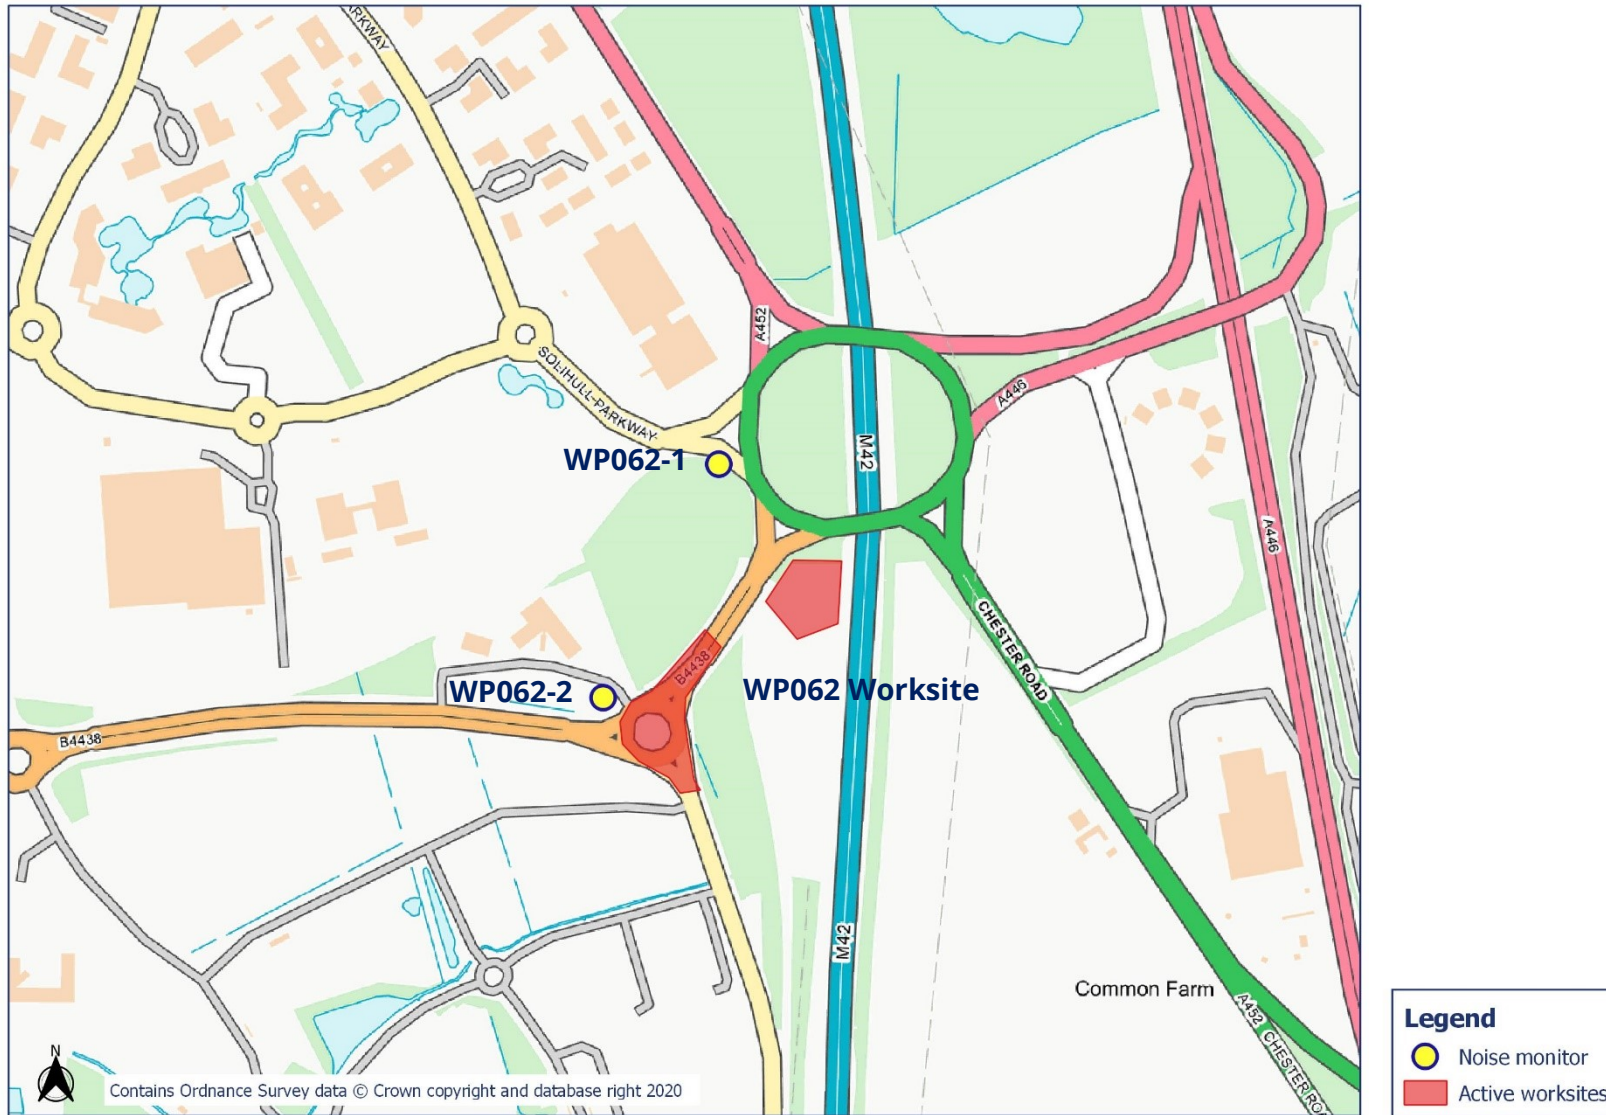 ARKWAY
A452
SOLIHULL PARKWAY
A446
M42
WP062-1
A446
CHESTER ROAD
B4438
WP062-2
WP062 Worksite
B4438
M42
Common Farm
A452 CHESTER ROA
N
Contains Ordnance Survey data © Crown copyright and database right 2020
Legend
Noise monitor
Active worksites